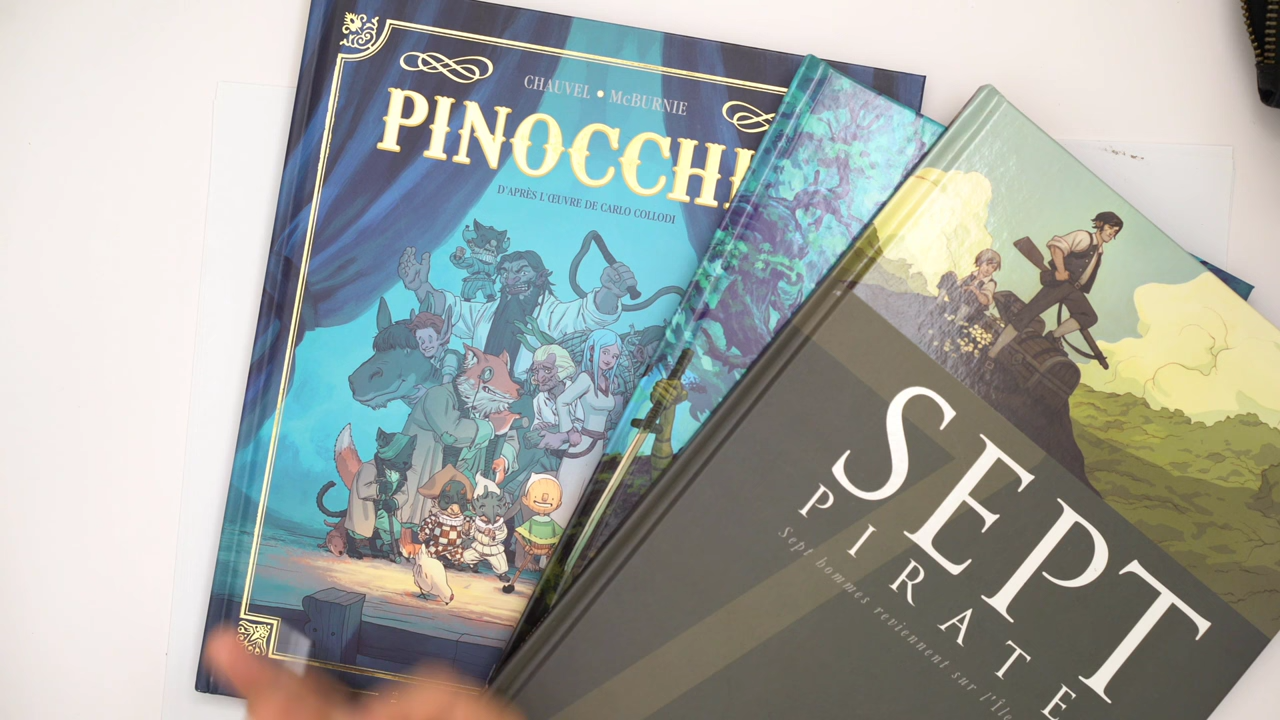 CHAUVEL • McBURNIE
PINOCCHI
D'APRÈS L'ŒUVRE DE CARLO COLLODI
SEPT
PIRATE
Sept hommes reviennent sur l'île